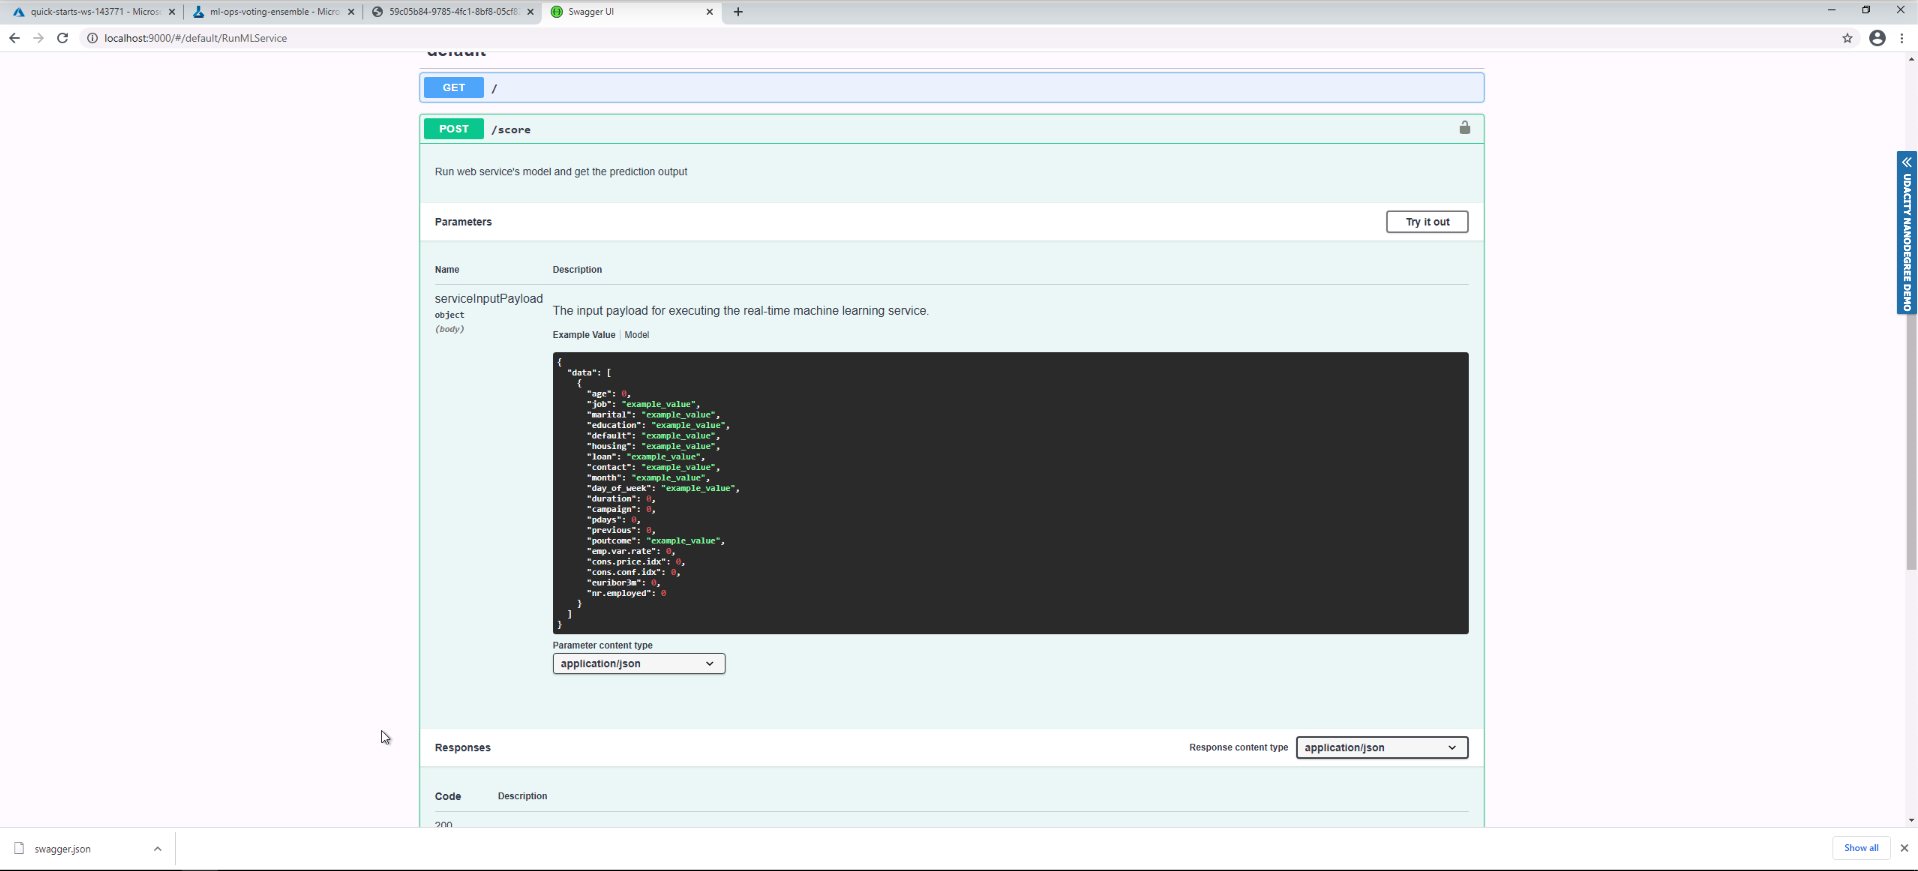 quick-starts-ws-143771 - Micros
ml-ops-voting-ensemble - Micro
59c05b84-9785-4fc1-8bf8-05cf8
Swagger UI
localhost:9000/#/default/RunMLService
default
GET /
POST /score
Run web service's model and get the prediction output
Parameters
Try it out
Name Description
serviceInputPayload
object
(body)
The input payload for executing the real-time machine learning service.
Example Value | Model
{
"data": [
{
"age": 0,
"job": "example_value",
"marital": "example_value",
"education": "example_value",
"default": "example_value",
"housing": "example_value",
"loan": "example_value",
"contact": "example_value",
"month": "example_value",
"day_of_week": "example_value",
"duration": 0,
"campaign": 0,
"pdays": 0,
"previous": 0,
"poutcome": "example_value",
"emp.var.rate": 0,
"cons.price.idx": 0,
"cons.conf.idx": 0,
"euribor3m": 0,
"nr.employed": 0
}
]
}
Parameter content type
application/json
Responses
Response content type
application/json
Code Description
200
UDACITY NANODEGREE DEMO
swagger.json
Show all